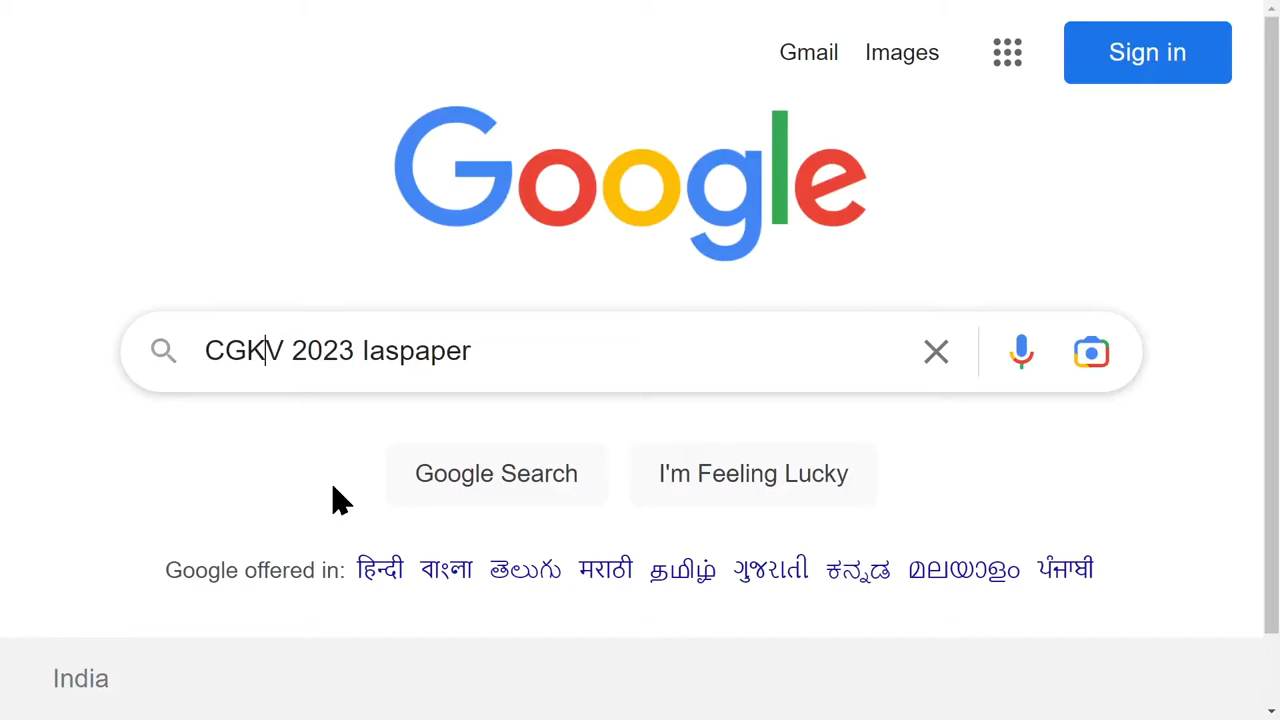 Gmail Images Sign in
Google
CGKV 2023 Iaspaper
Google Search I'm Feeling Lucky
Google offered in: हिन्दी বাংলা తెలుగు मराठी தமிழ் ગુજરાતી ಕನ್ನಡ മലയാളം ਪੰਜਾਬੀ
India